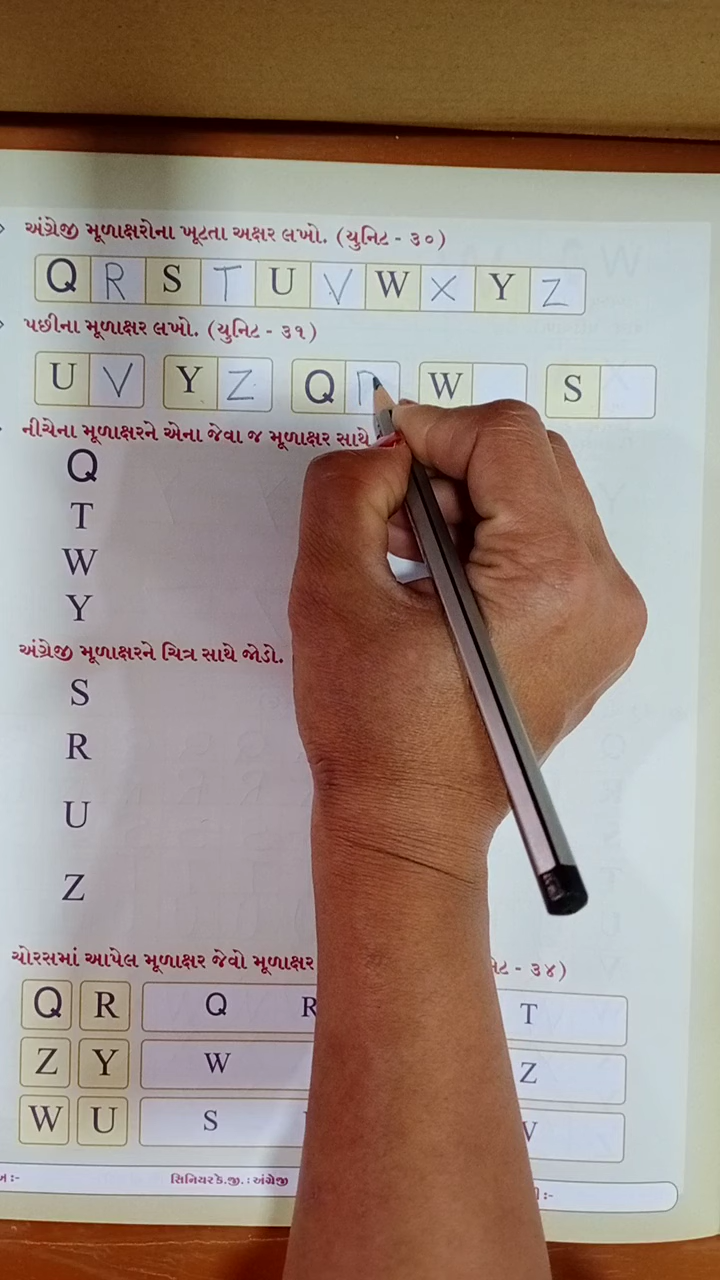 અંગ્રેજી મૂળાક્ષરોના ખૂટતા અક્ષર લખો. (યુનિટ - ૩૦)
Q R S T U V W X Y Z
પછીના મૂળાક્ષર લખો. (યુનિટ - ૩૧)
U V Y Z Q W S
નીચેના મૂળાક્ષરને એના જેવા જ મૂળાક્ષર સાથે
Q
T
W
Y
અંગ્રેજી મૂળાક્ષરને ચિત્ર સાથે જોડો.
S
R
U
Z
ચોરસમાં આપેલ મૂળાક્ષર જેવો મૂળાક્ષર - ૩૪)
Q R Q R T
Z Y W Z
W U S
સિનિયર કે.જી. : અંગ્રેજી